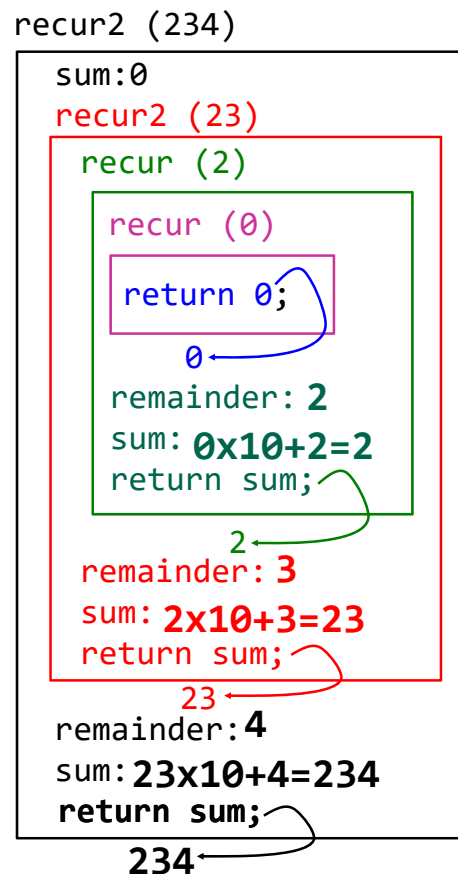 recur2 (234)
sum:0
recur2 (23)
recur (2)
recur (0)
return 0;
0
remainder: 2
sum: 0x10+2=2
return sum;
2
remainder: 3
sum: 2x10+3=23
return sum;
23
remainder: 4
sum: 23x10+4=234
return sum;
234